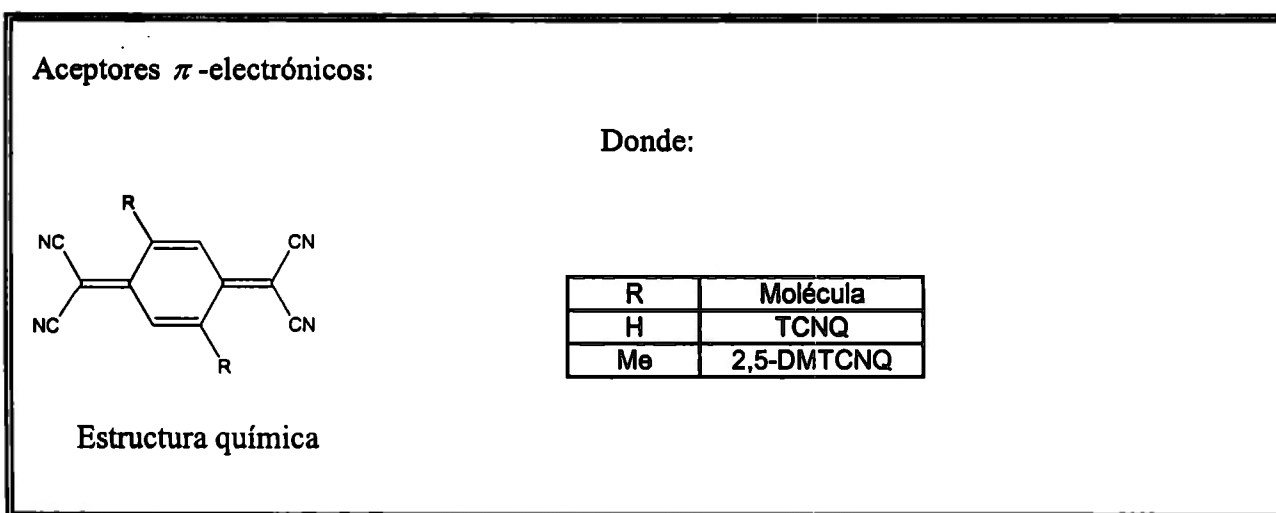 Aceptores π -electrónicos:
Donde:
R
NC
CN
NC
CN
R
R Molécula
H TCNQ
Me 2,5-DMTCNQ
Estructura química